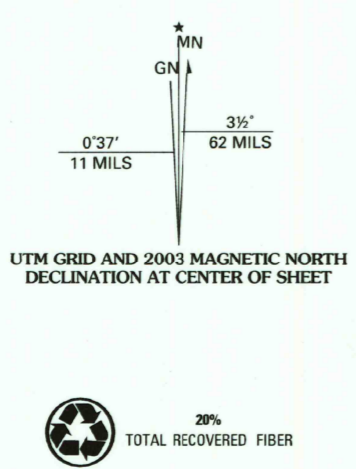 ★
MN
GN
3½°
0°37′
62 MILS
11 MILS
UTM GRID AND 2003 MAGNETIC NORTH
DECLINATION AT CENTER OF SHEET
20%
TOTAL RECOVERED FIBER